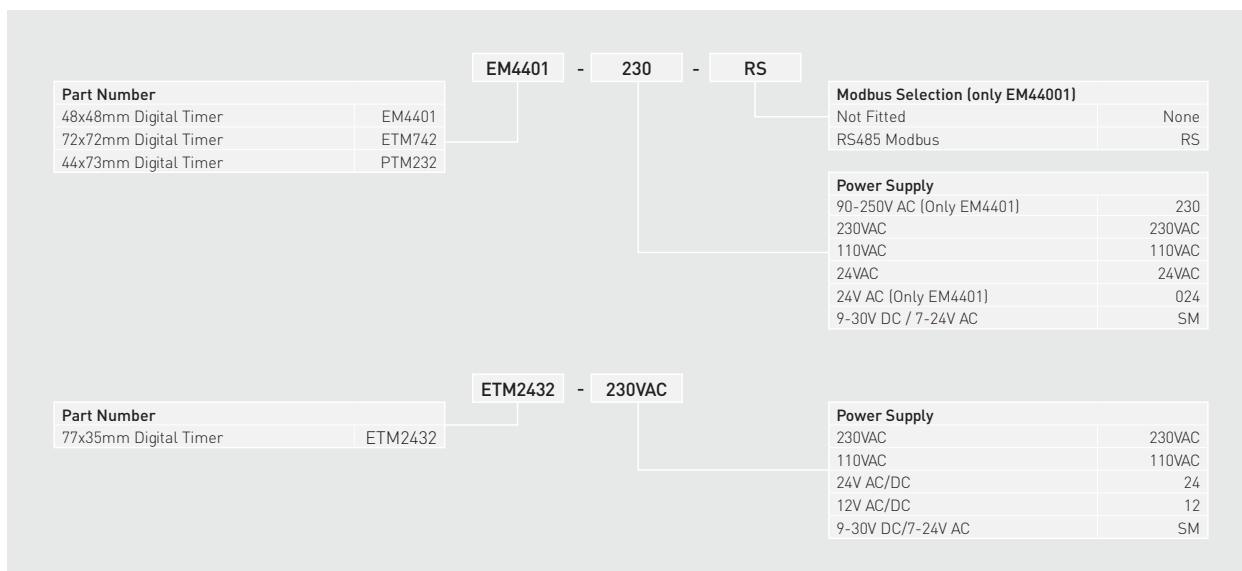 EM4401 - 230 - RS
Part Number
48x48mm Digital Timer EM4401
72x72mm Digital Timer ETM742
44x73mm Digital Timer PTM232
Modbus Selection (only EM44001)
Not Fitted None
RS485 Modbus RS
Power Supply
90-250V AC (Only EM4401) 230
230VAC 230VAC
110VAC 110VAC
24VAC 24VAC
24V AC (Only EM4401) 024
9-30V DC / 7-24V AC SM
ETM2432 - 230VAC
Part Number
77x35mm Digital Timer ETM2432
Power Supply
230VAC 230VAC
110VAC 110VAC
24V AC/DC 24
12V AC/DC 12
9-30V DC/7-24V AC SM